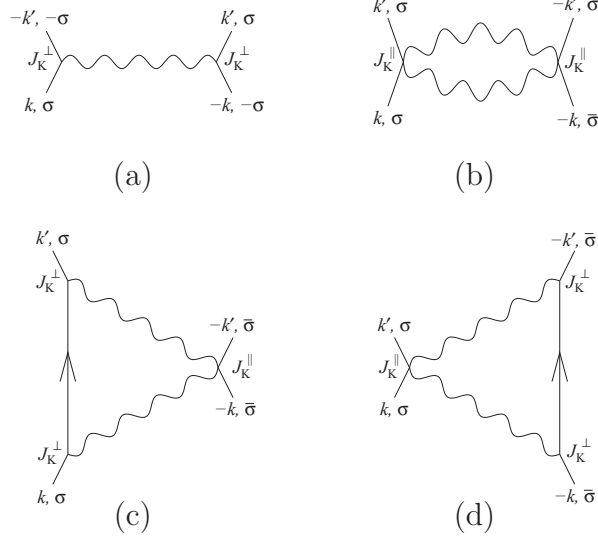 −k′, −σ
k′, σ
J_K^⊥
J_K^⊥
k, σ
−k, −σ
(a)
k′, σ
−k′, σ
J_K^∥
J_K^∥
k, σ
−k, σ̄
(b)
k′, σ
J_K^⊥
−k′, σ̄
J_K^∥
−k, σ̄
J_K^⊥
k, σ
(c)
−k′, σ̄
J_K^⊥
k′, σ
J_K^∥
k, σ
J_K^⊥
−k, σ̄
(d)